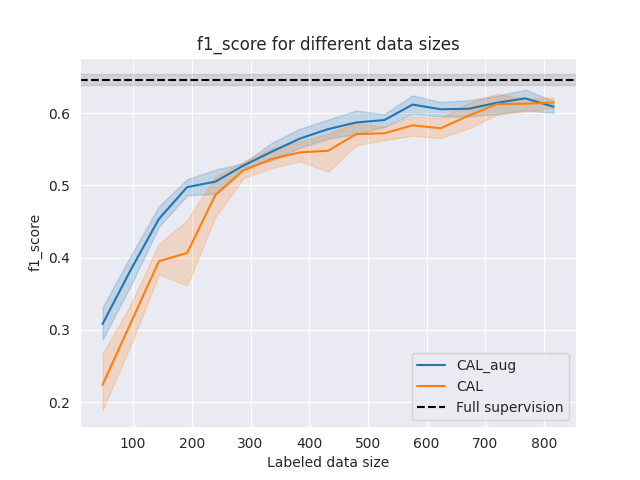 f1_score for different data sizes
f1_score
0.6
0.5
0.4
0.3
0.2
CAL_aug
CAL
Full supervision
100 200 300 400 500 600 700 800
Labeled data size